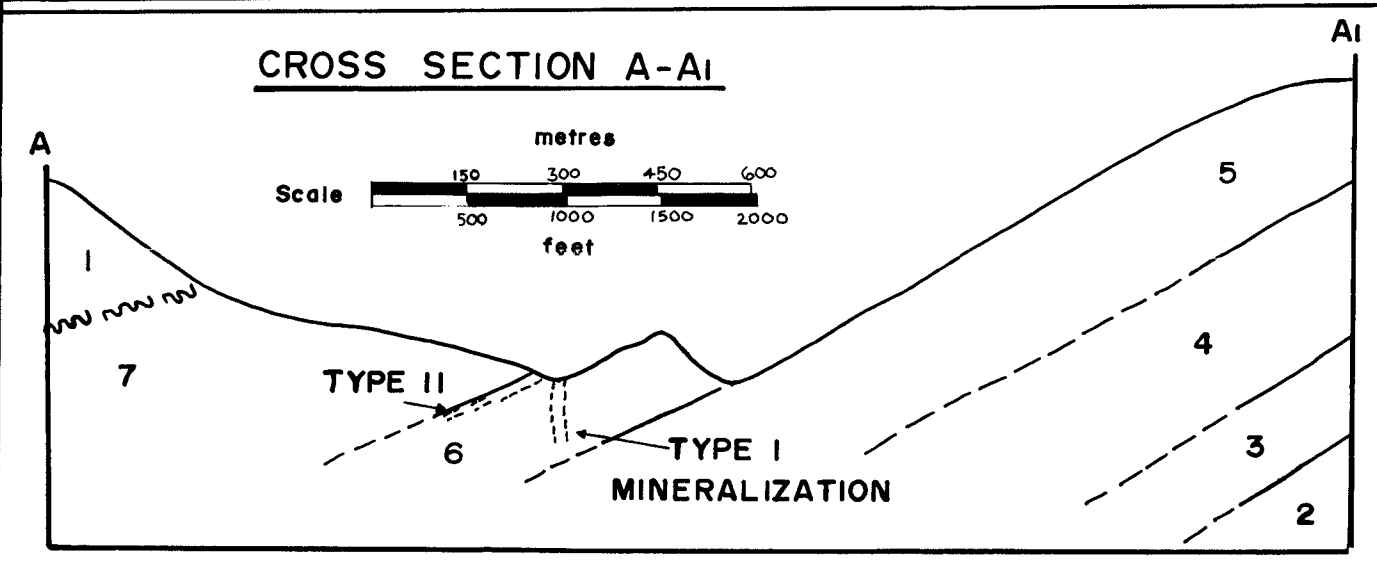 A1
CROSS SECTION A-A1
metres
A
150 300 450 600
Scale
500 1000 1500 2000
feet
5
1
4
7
TYPE II
6
TYPE I
MINERALIZATION
3
2